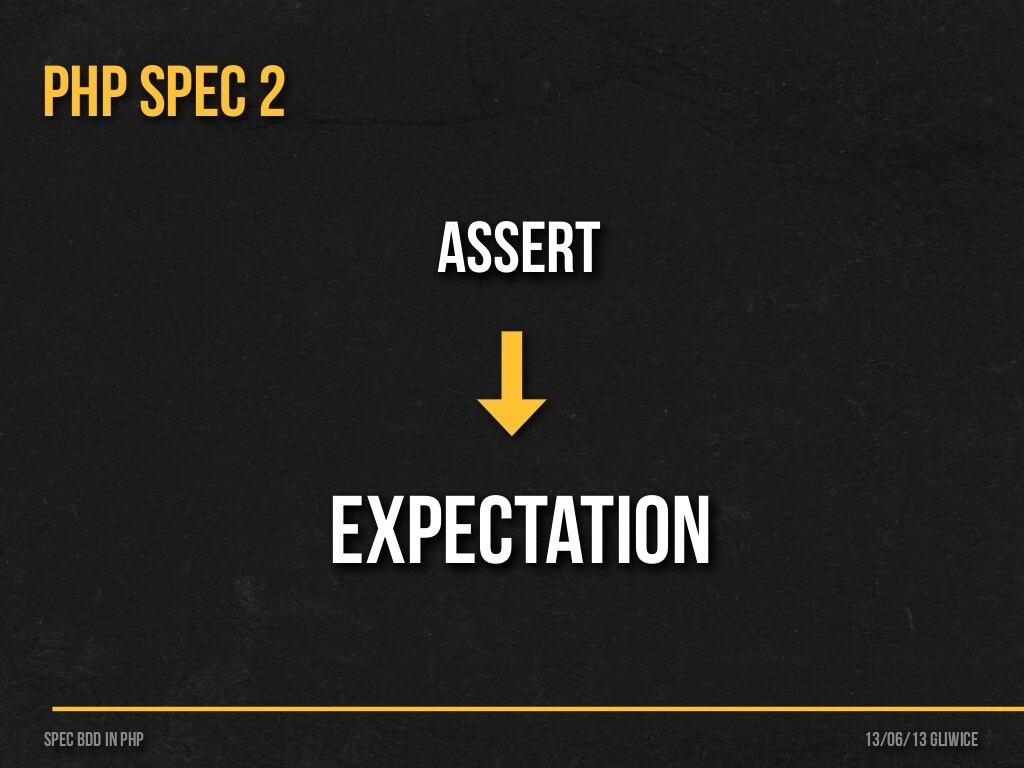 PHP SPEC 2
ASSERT
EXPECTATION
SPEC BDD IN PHP
13/06/13 GLIWICE